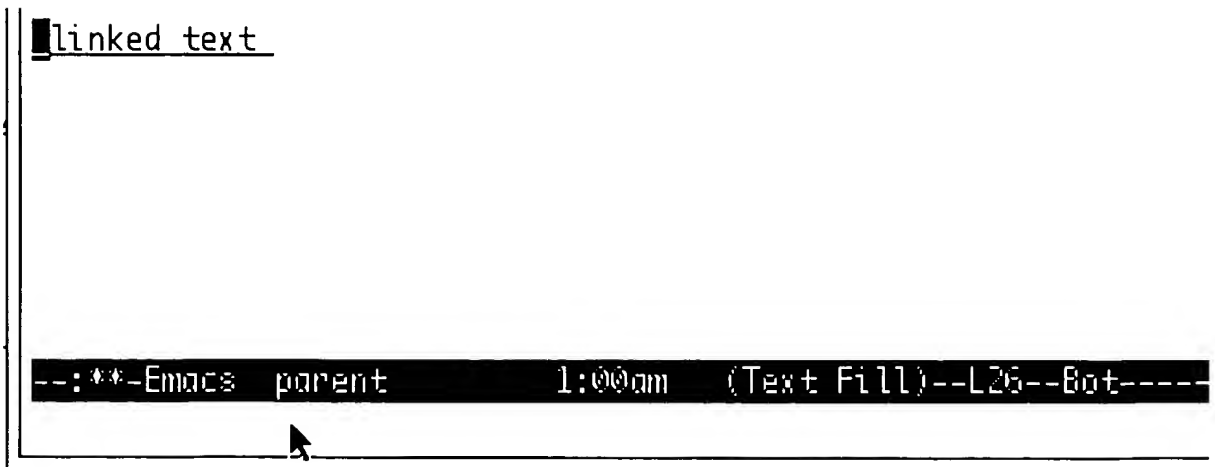 linked text
--:**-Emacs  parent            1:00am    (Text Fill)--L26--Bot-----